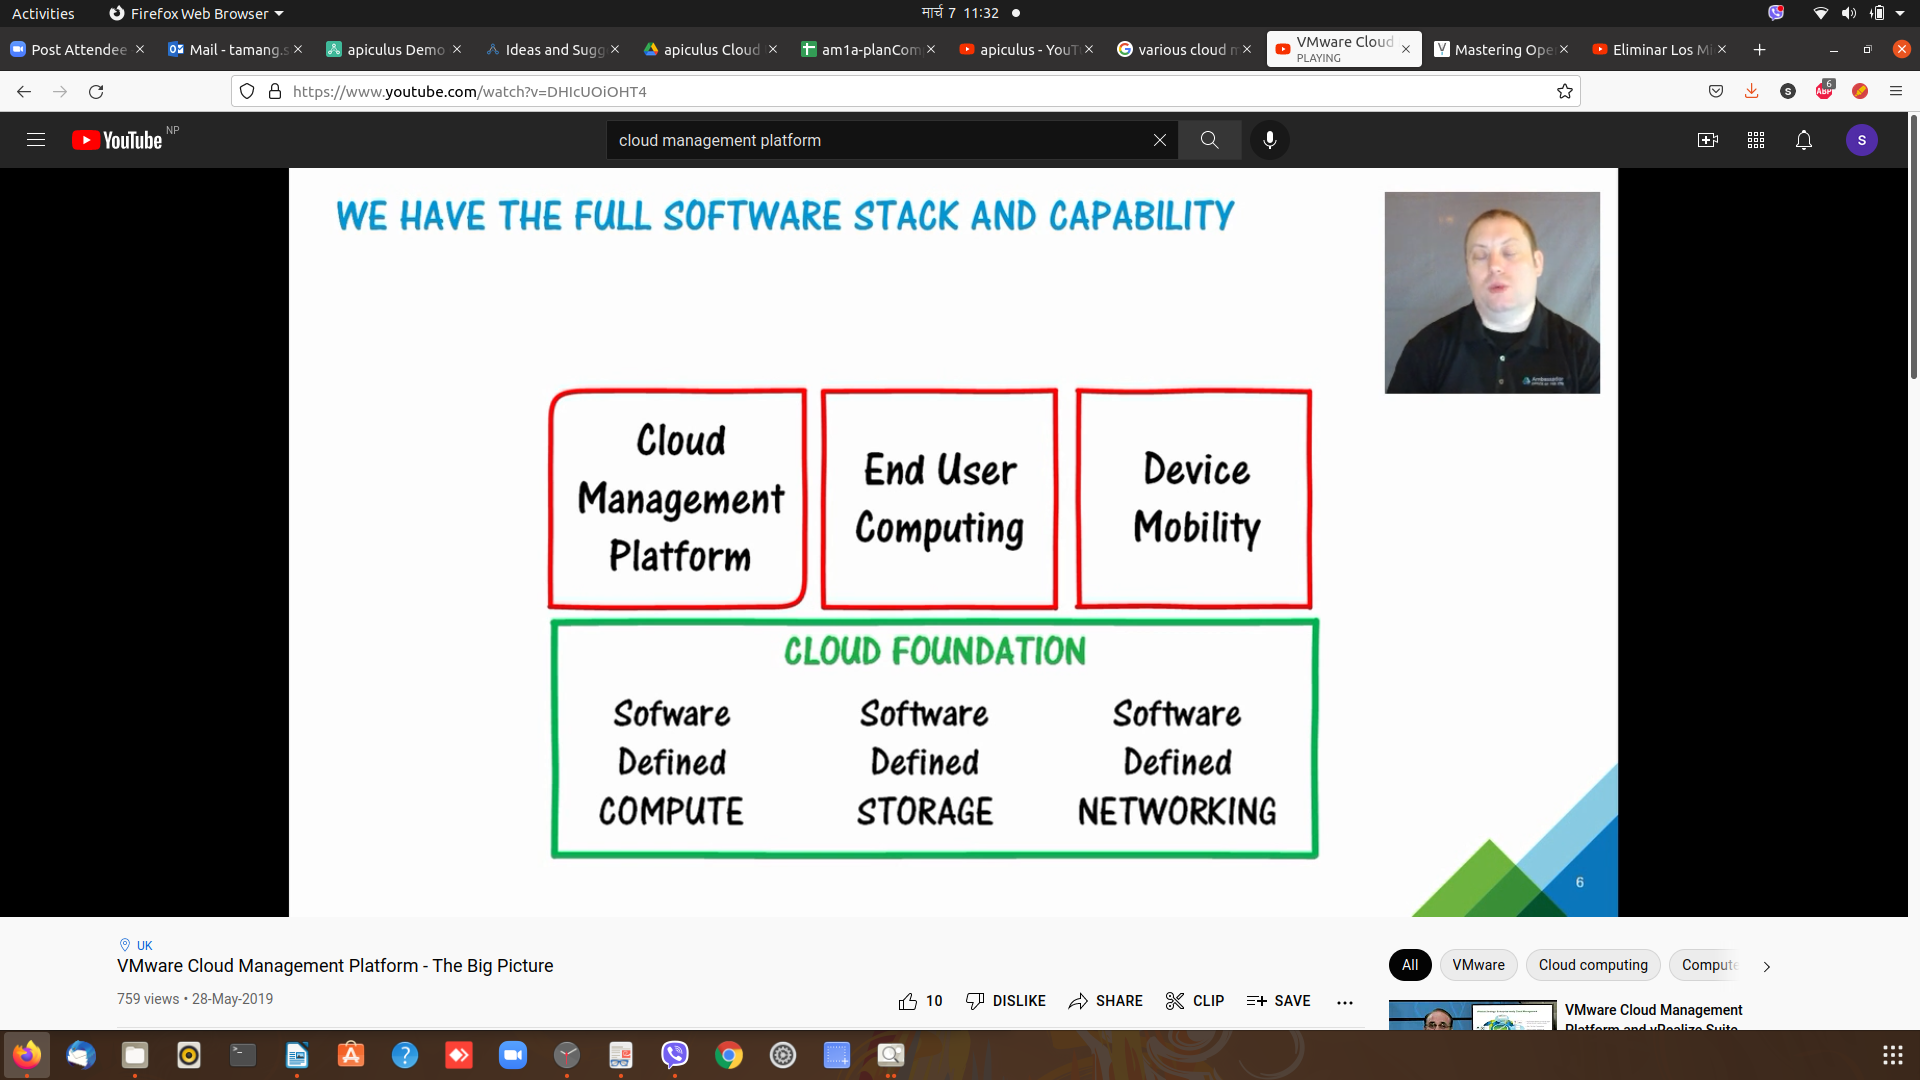 Activities
Firefox Web Browser
मार्च 7 11:32
Post Attendee
Mail - tamang.s
apiculus Demo
Ideas and Sugg
apiculus Cloud
am1a-planCom
apiculus - YouT
various cloud m
VMware Cloud
PLAYING
Mastering Ope
Eliminar Los Mi
https://www.youtube.com/watch?v=DHIcUOiOHT4
S
ABP
6
YouTube
NP
cloud management platform
S
WE HAVE THE FULL SOFTWARE STACK AND CAPABILITY
Cloud
Management
Platform
End User
Computing
Device
Mobility
CLOUD FOUNDATION
Sofware
Defined
COMPUTE
Software
Defined
STORAGE
Software
Defined
NETWORKING
6
UK
VMware Cloud Management Platform - The Big Picture
759 views • 28-May-2019
10
DISLIKE
SHARE
CLIP
SAVE
All
VMware
Cloud computing
Compute
VMware Cloud Management
Platform and vRealize Suite